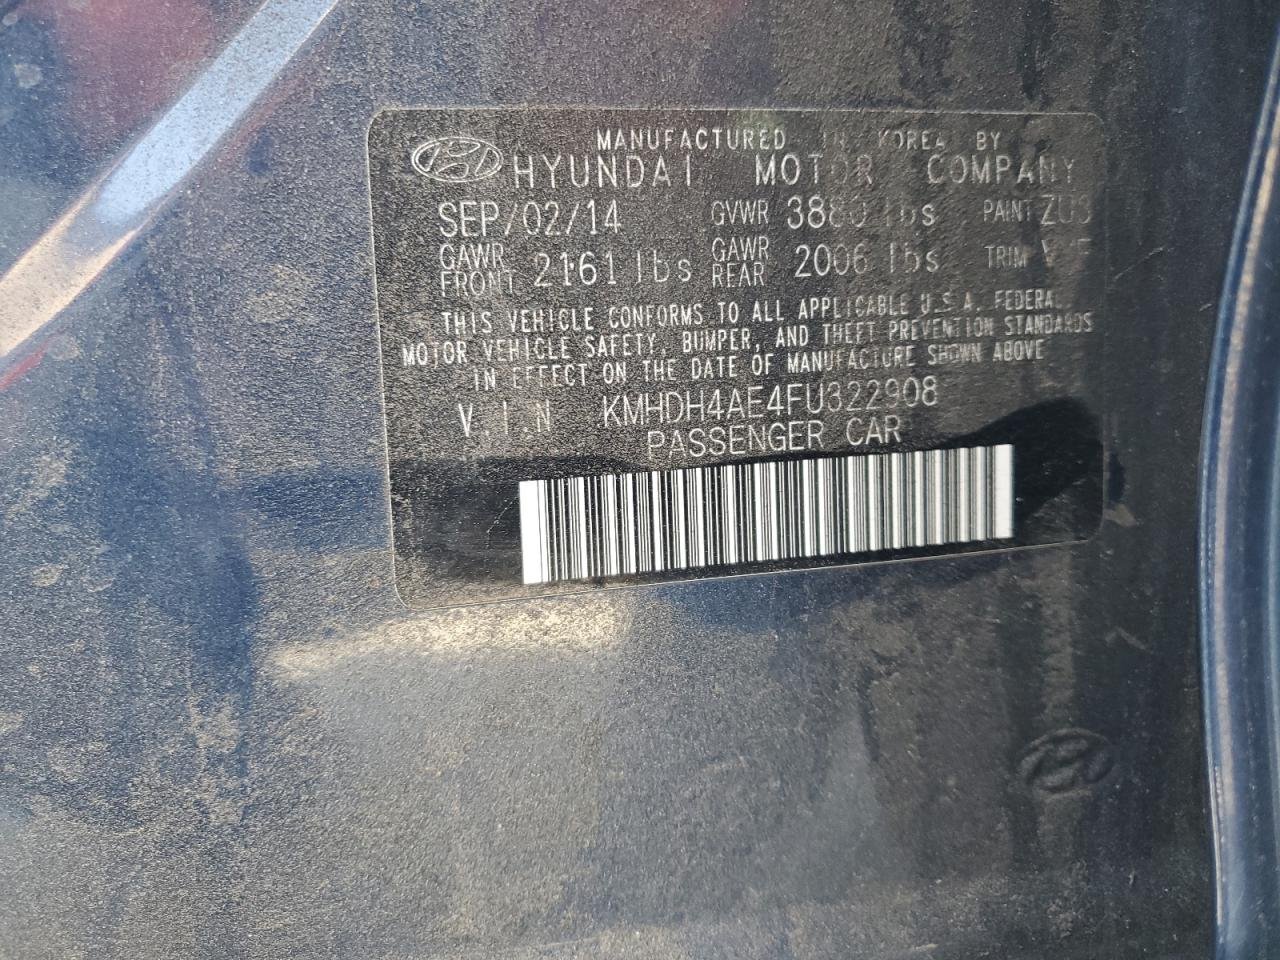 MANUFACTURED IN KOREA BY
HYUNDAI MOTOR COMPANY
SEP/02/14 GVWR 3880 lbs PAINT
GAWR FRONT 2161 lbs GAWR REAR 2006 lbs TRIM
THIS VEHICLE CONFORMS TO ALL APPLICABLE U.S.A. FEDERAL
MOTOR VEHICLE SAFETY, BUMPER, AND THEFT PREVENTION STANDARDS
IN EFFECT ON THE DATE OF MANUFACTURE SHOWN ABOVE
V.I.N KMHDH4AE4FU322908
PASSENGER CAR